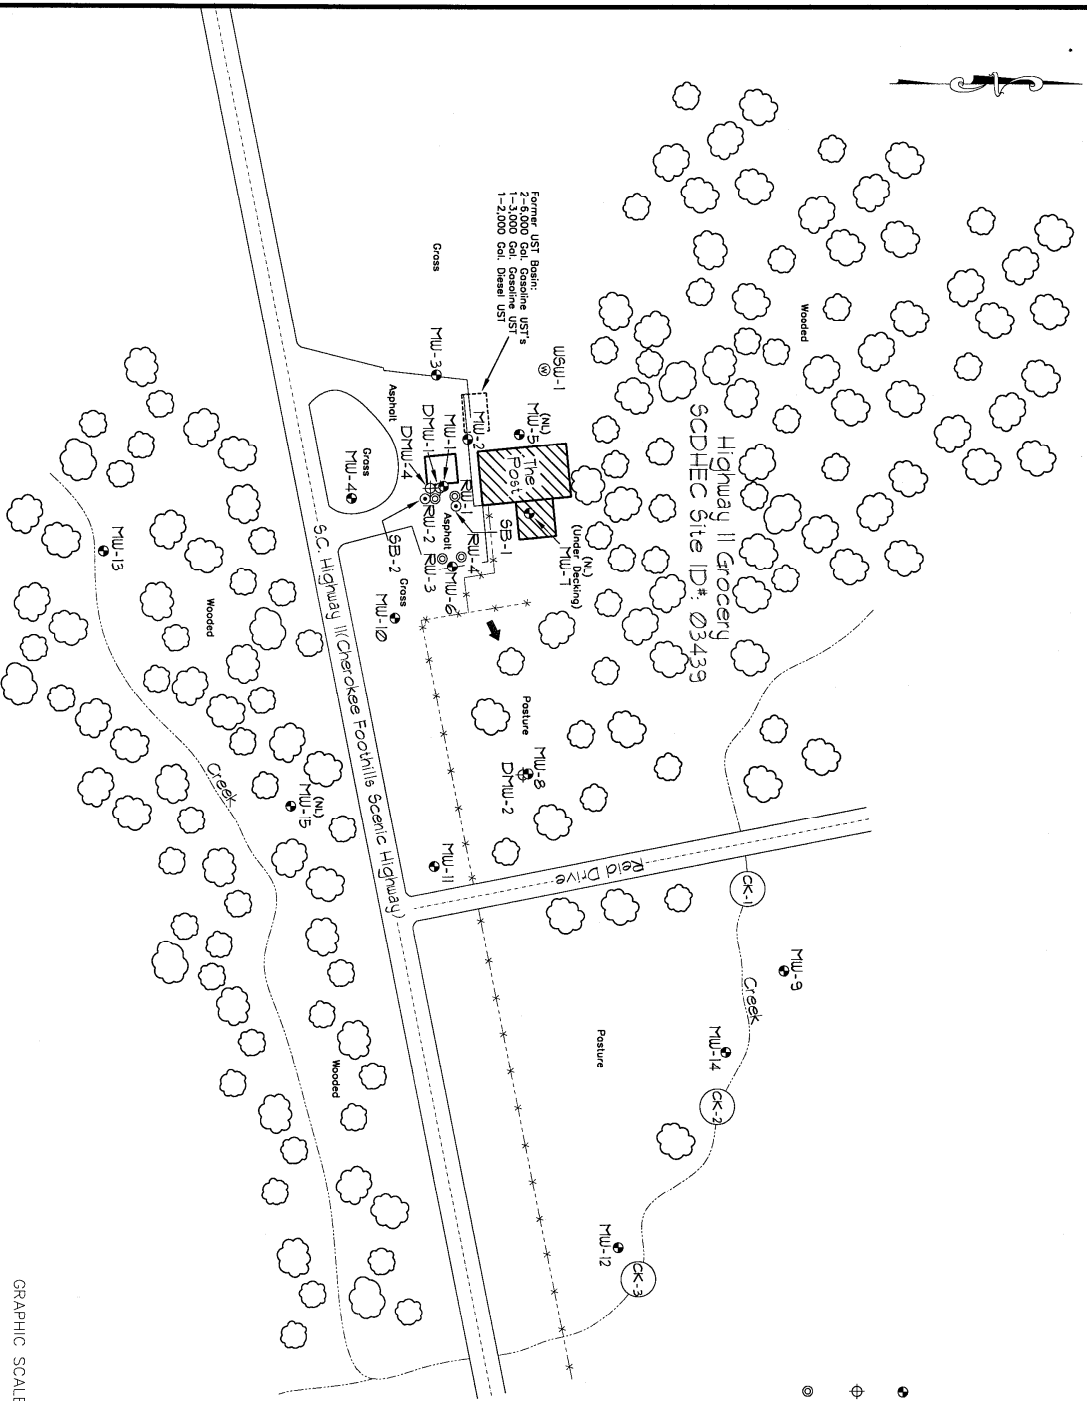 Highway 11 Grocery
SCDHEC Site ID#: 03439
Wooded
Former UST Basin:
2-6,000 Gal. Gasoline UST's
1-3,000 Gal. Gasoline UST
1-2,000 Gal. Diesel UST
WSW-1
W
(NL)
MW-5
The
Post
(NL)
(Under Decking)
MW-7
Grass
MW-3
Asphalt
MW-2
MW-1
DMW-1
DMW-4
RW-1
RW-2
RW-3
RW-4
SB-1
SB-2
Asphalt
MW-6
Grass
MW-4
Grass
MW-10
Pasture
MW-8
DMW-2
MW-11
Reid Drive
CK-1
MW-9
Creek
MW-14
CK-2
Pasture
MW-12
CK-3
S.C. Highway 11(Cherokee Foothills Scenic Highway)
MW-13
Wooded
Creek
(NL)
MW-15
Wooded
GRAPHIC SCALE